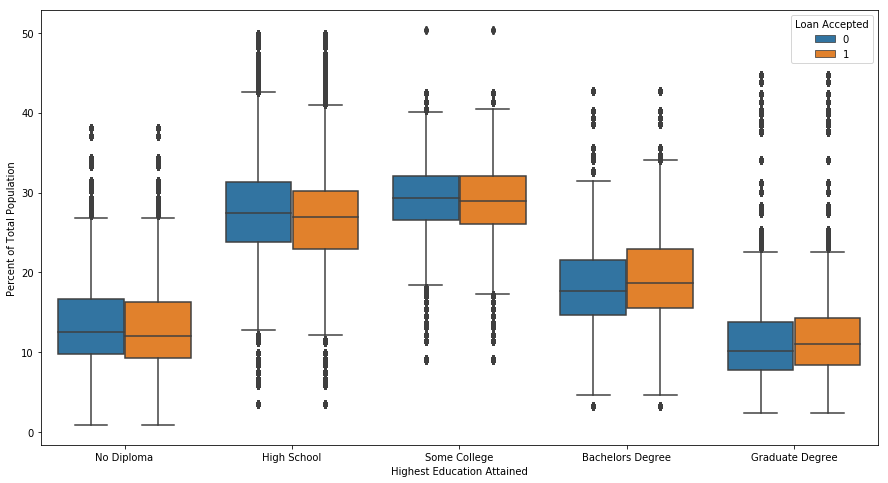 Loan Accepted
0
1
50
40
30
20
10
0
Percent of Total Population
No Diploma
High School
Some College
Bachelors Degree
Graduate Degree
Highest Education Attained